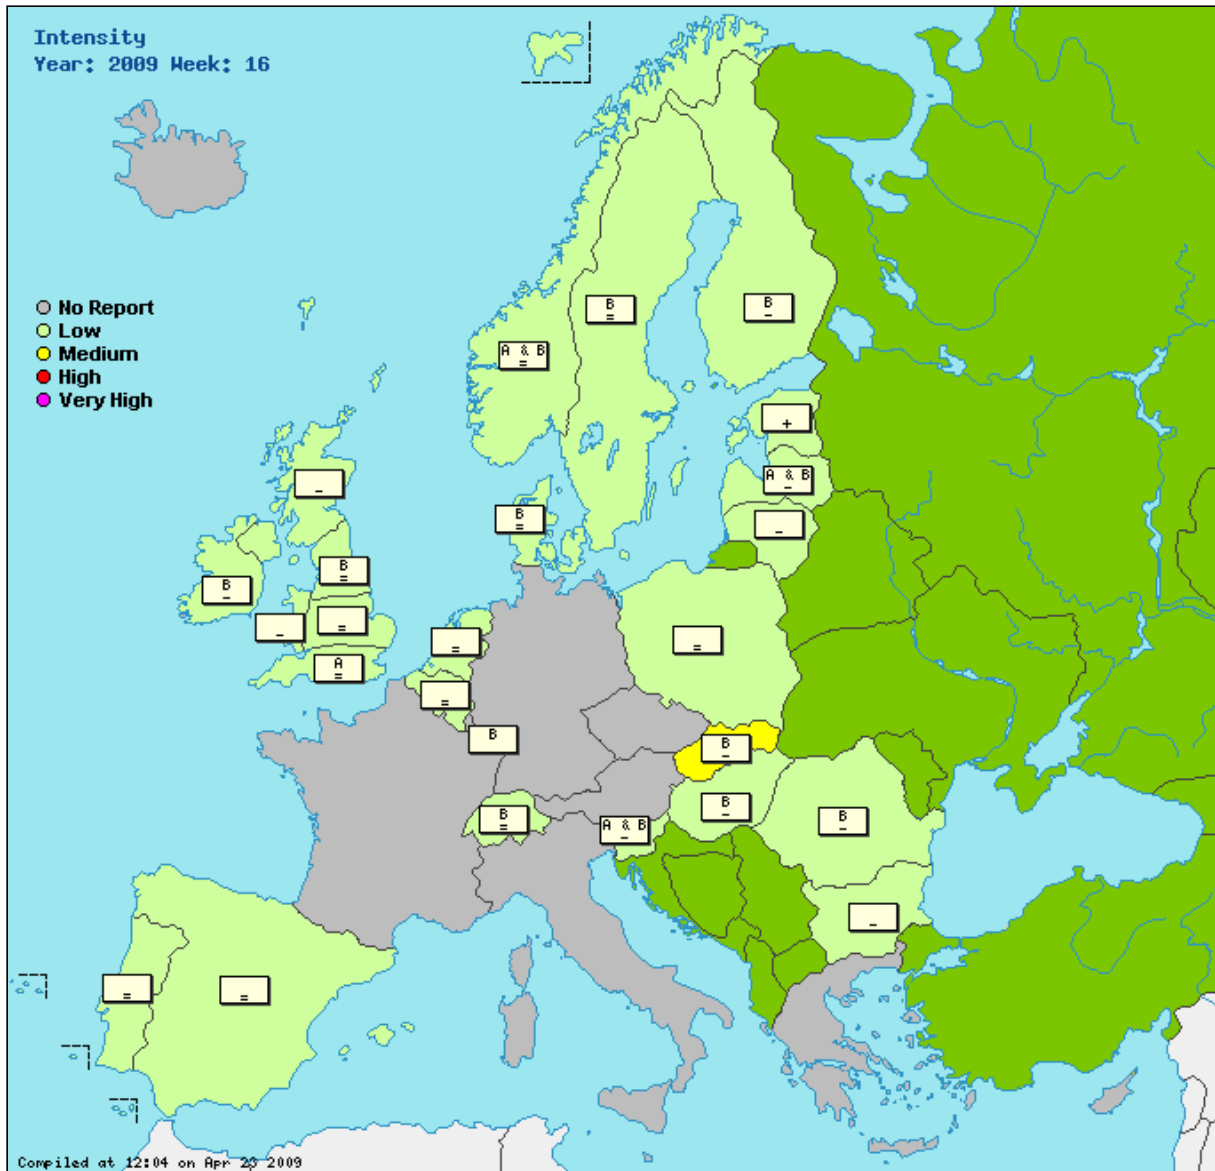 Intensity
Year: 2009 Week: 16
No Report
Low
Medium
High
Very High
B
=
B
-
A & B
=
+
A & B
-
-
-
B
=
B
=
B
-
=
-
=
=
A
=
=
B
B
-
B
-
B
-
B
=
A & B
-
-
=
=
Compiled at 12:04 on Apr 23 2009